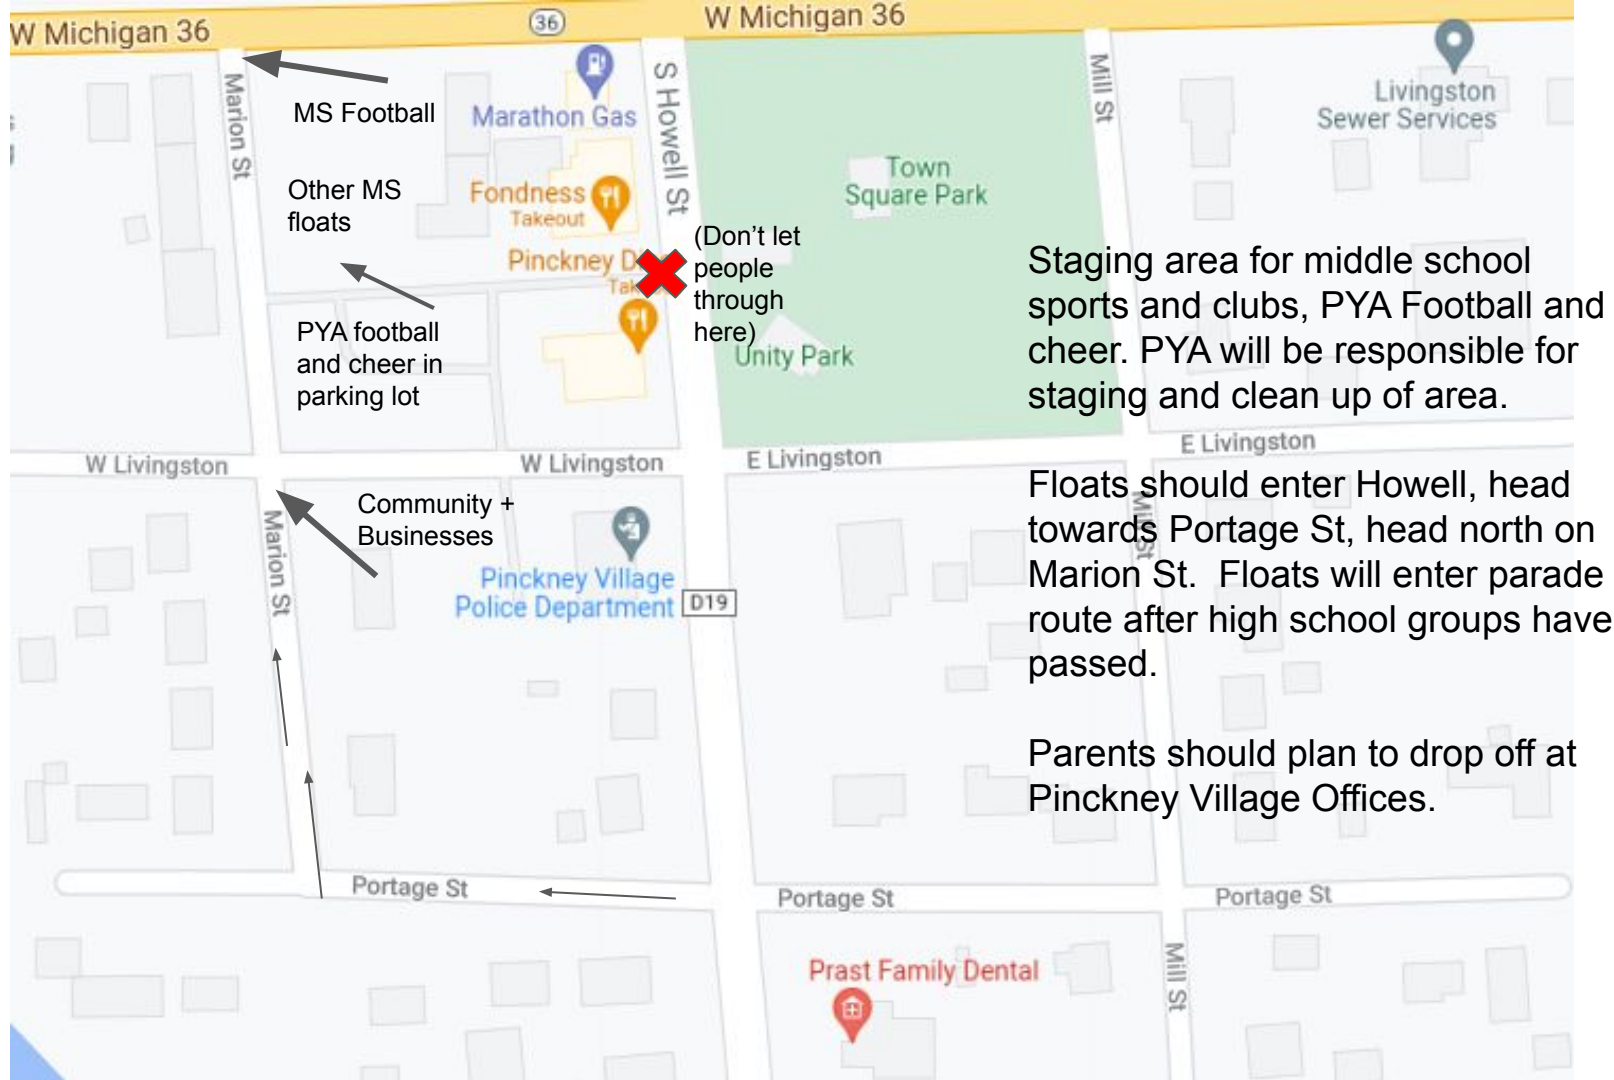 W Michigan 36
36
W Michigan 36
Marion St
MS Football
Marathon Gas
S Howell St
Mill St
Livingston
Sewer Services
Other MS
floats
Fondness
Takeout
Town
Square Park
Pinckney
(Don't let
people
through
here)
PYA football
and cheer in
parking lot
Unity Park
Staging area for middle school
sports and clubs, PYA Football and
cheer. PYA will be responsible for
staging and clean up of area.
W Livingston
W Livingston
E Livingston
E Livingston
Community +
Businesses
Marion St
Mill St
Pinckney Village
Police Department
D19
Floats should enter Howell, head
towards Portage St, head north on
Marion St.  Floats will enter parade
route after high school groups have
passed.
Parents should plan to drop off at
Pinckney Village Offices.
Portage St
Portage St
Portage St
Prast Family Dental
Mill St